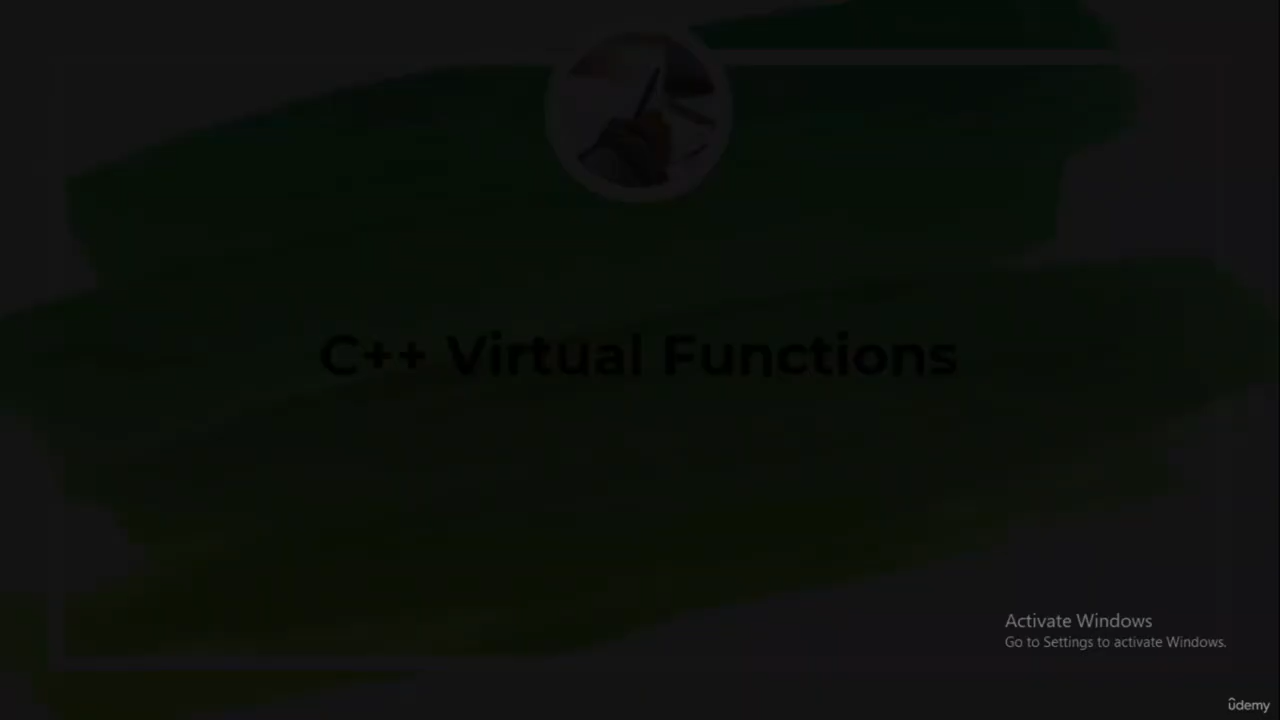 C++ Virtual Functions
Activate Windows
Go to Settings to activate Windows.
ûdemy